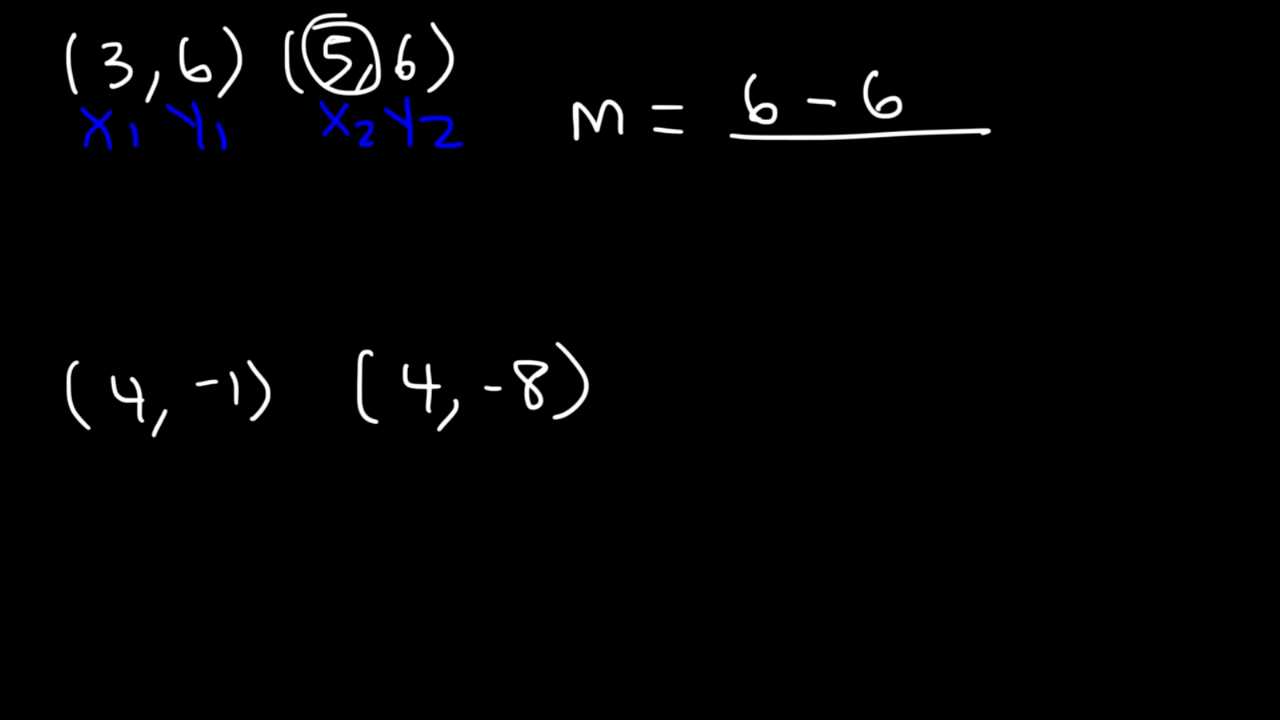 (3, 6) (5, 6)
X1 Y1 X2 Y2
m = 6 - 6
(4, -1) (4, -8)